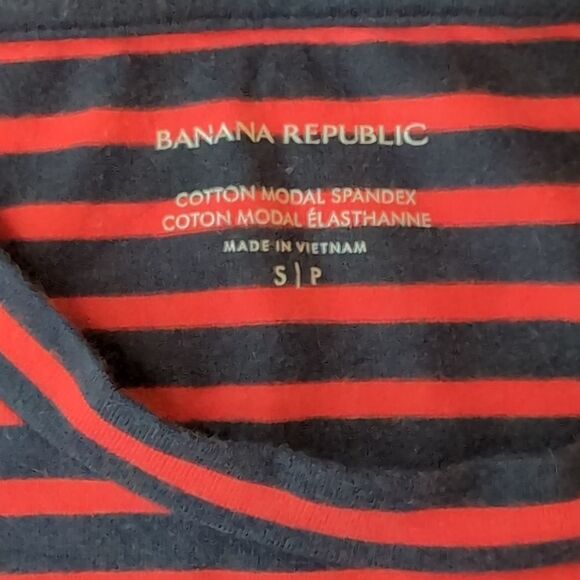 BANANA REPUBLIC
COTTON MODAL SPANDEX
COTON MODAL ÉLASTHANNE
MADE IN VIETNAM
S | P